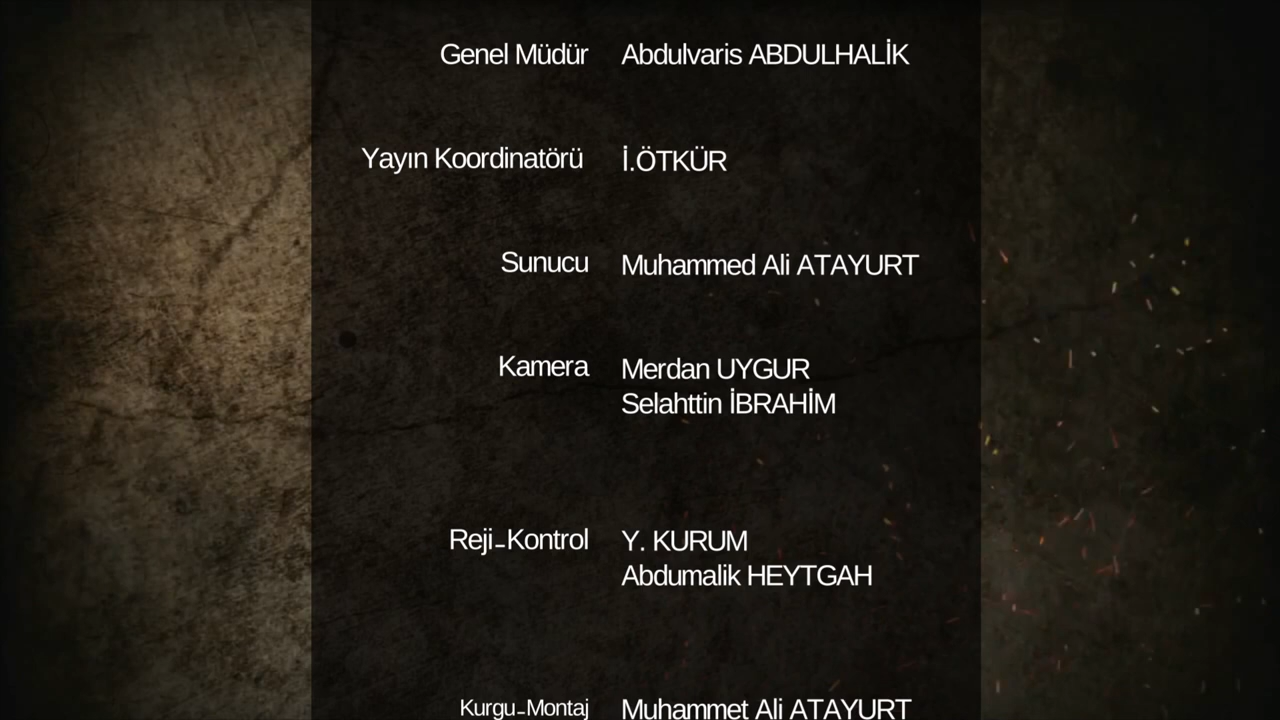 Genel Müdür Abdulvaris ABDULHALİK
Yayın Koordinatörü İ.ÖTKÜR
Sunucu Muhammed Ali ATAYURT
Kamera Merdan UYGUR
Selahttin İBRAHİM
Reji-Kontrol Y. KURUM
Abdumalik HEYTGAH
Kurgu-Montaj Muhammet Ali ATAYURT